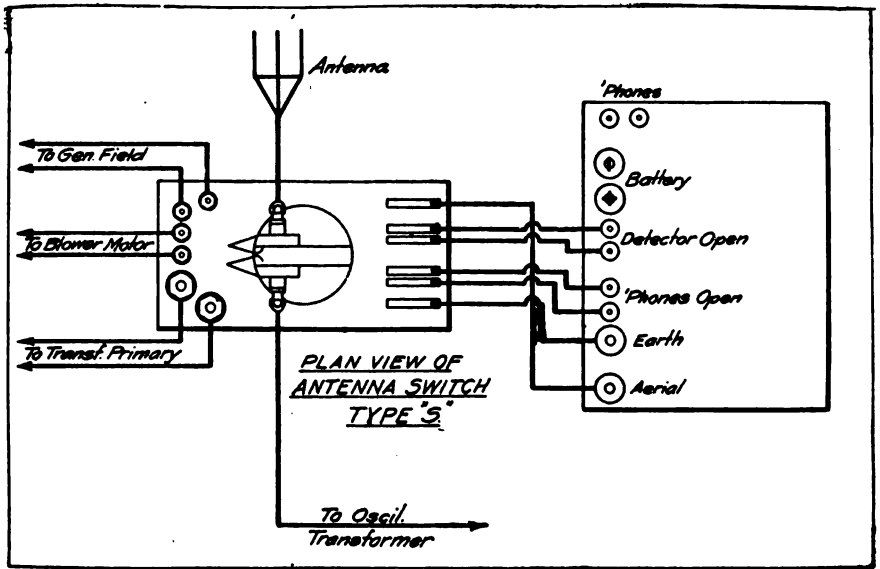 Antenna
'Phones
To Gen. Field
Battery
To Blower Motor
Detector Open
'Phones Open
To Transf. Primary
Earth
PLAN VIEW OF
ANTENNA SWITCH
TYPE "S."
Aerial
To Oscil.
Transformer